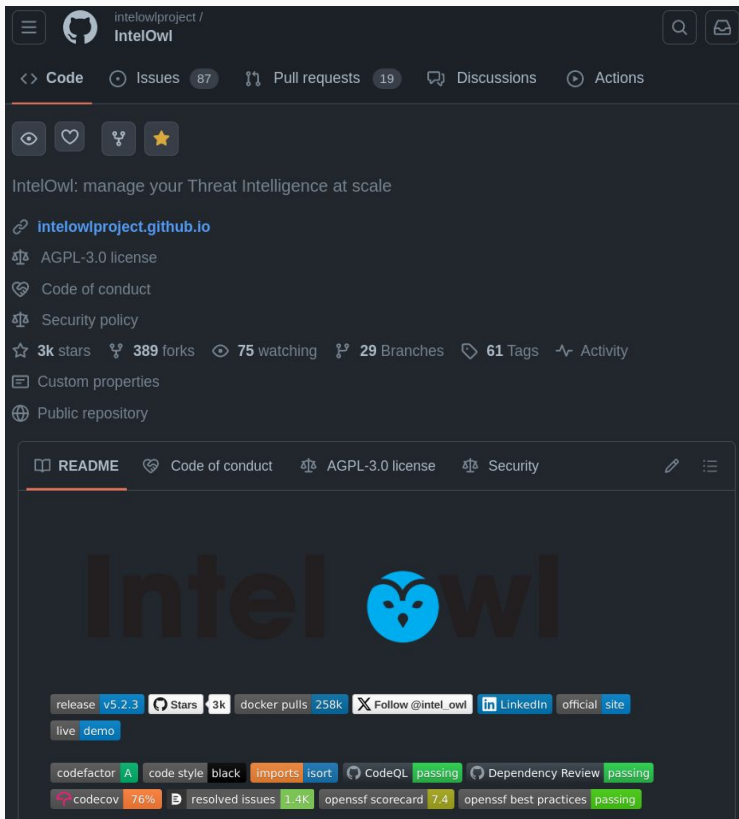 intelowlproject /
IntelOwl
Code Issues 87 Pull requests 19 Discussions Actions
IntelOwl: manage your Threat Intelligence at scale
intelowlproject.github.io
AGPL-3.0 license
Code of conduct
Security policy
3k stars 389 forks 75 watching 29 Branches 61 Tags Activity
Custom properties
Public repository
README Code of conduct AGPL-3.0 license Security
Intel Owl
release v5.2.3 Stars 3k docker pulls 258k Follow @intel_owl LinkedIn official site
live demo
codefactor A code style black imports isort CodeQL passing Dependency Review passing
codecov 76% resolved issues 1.4K openssf scorecard 7.4 openssf best practices passing